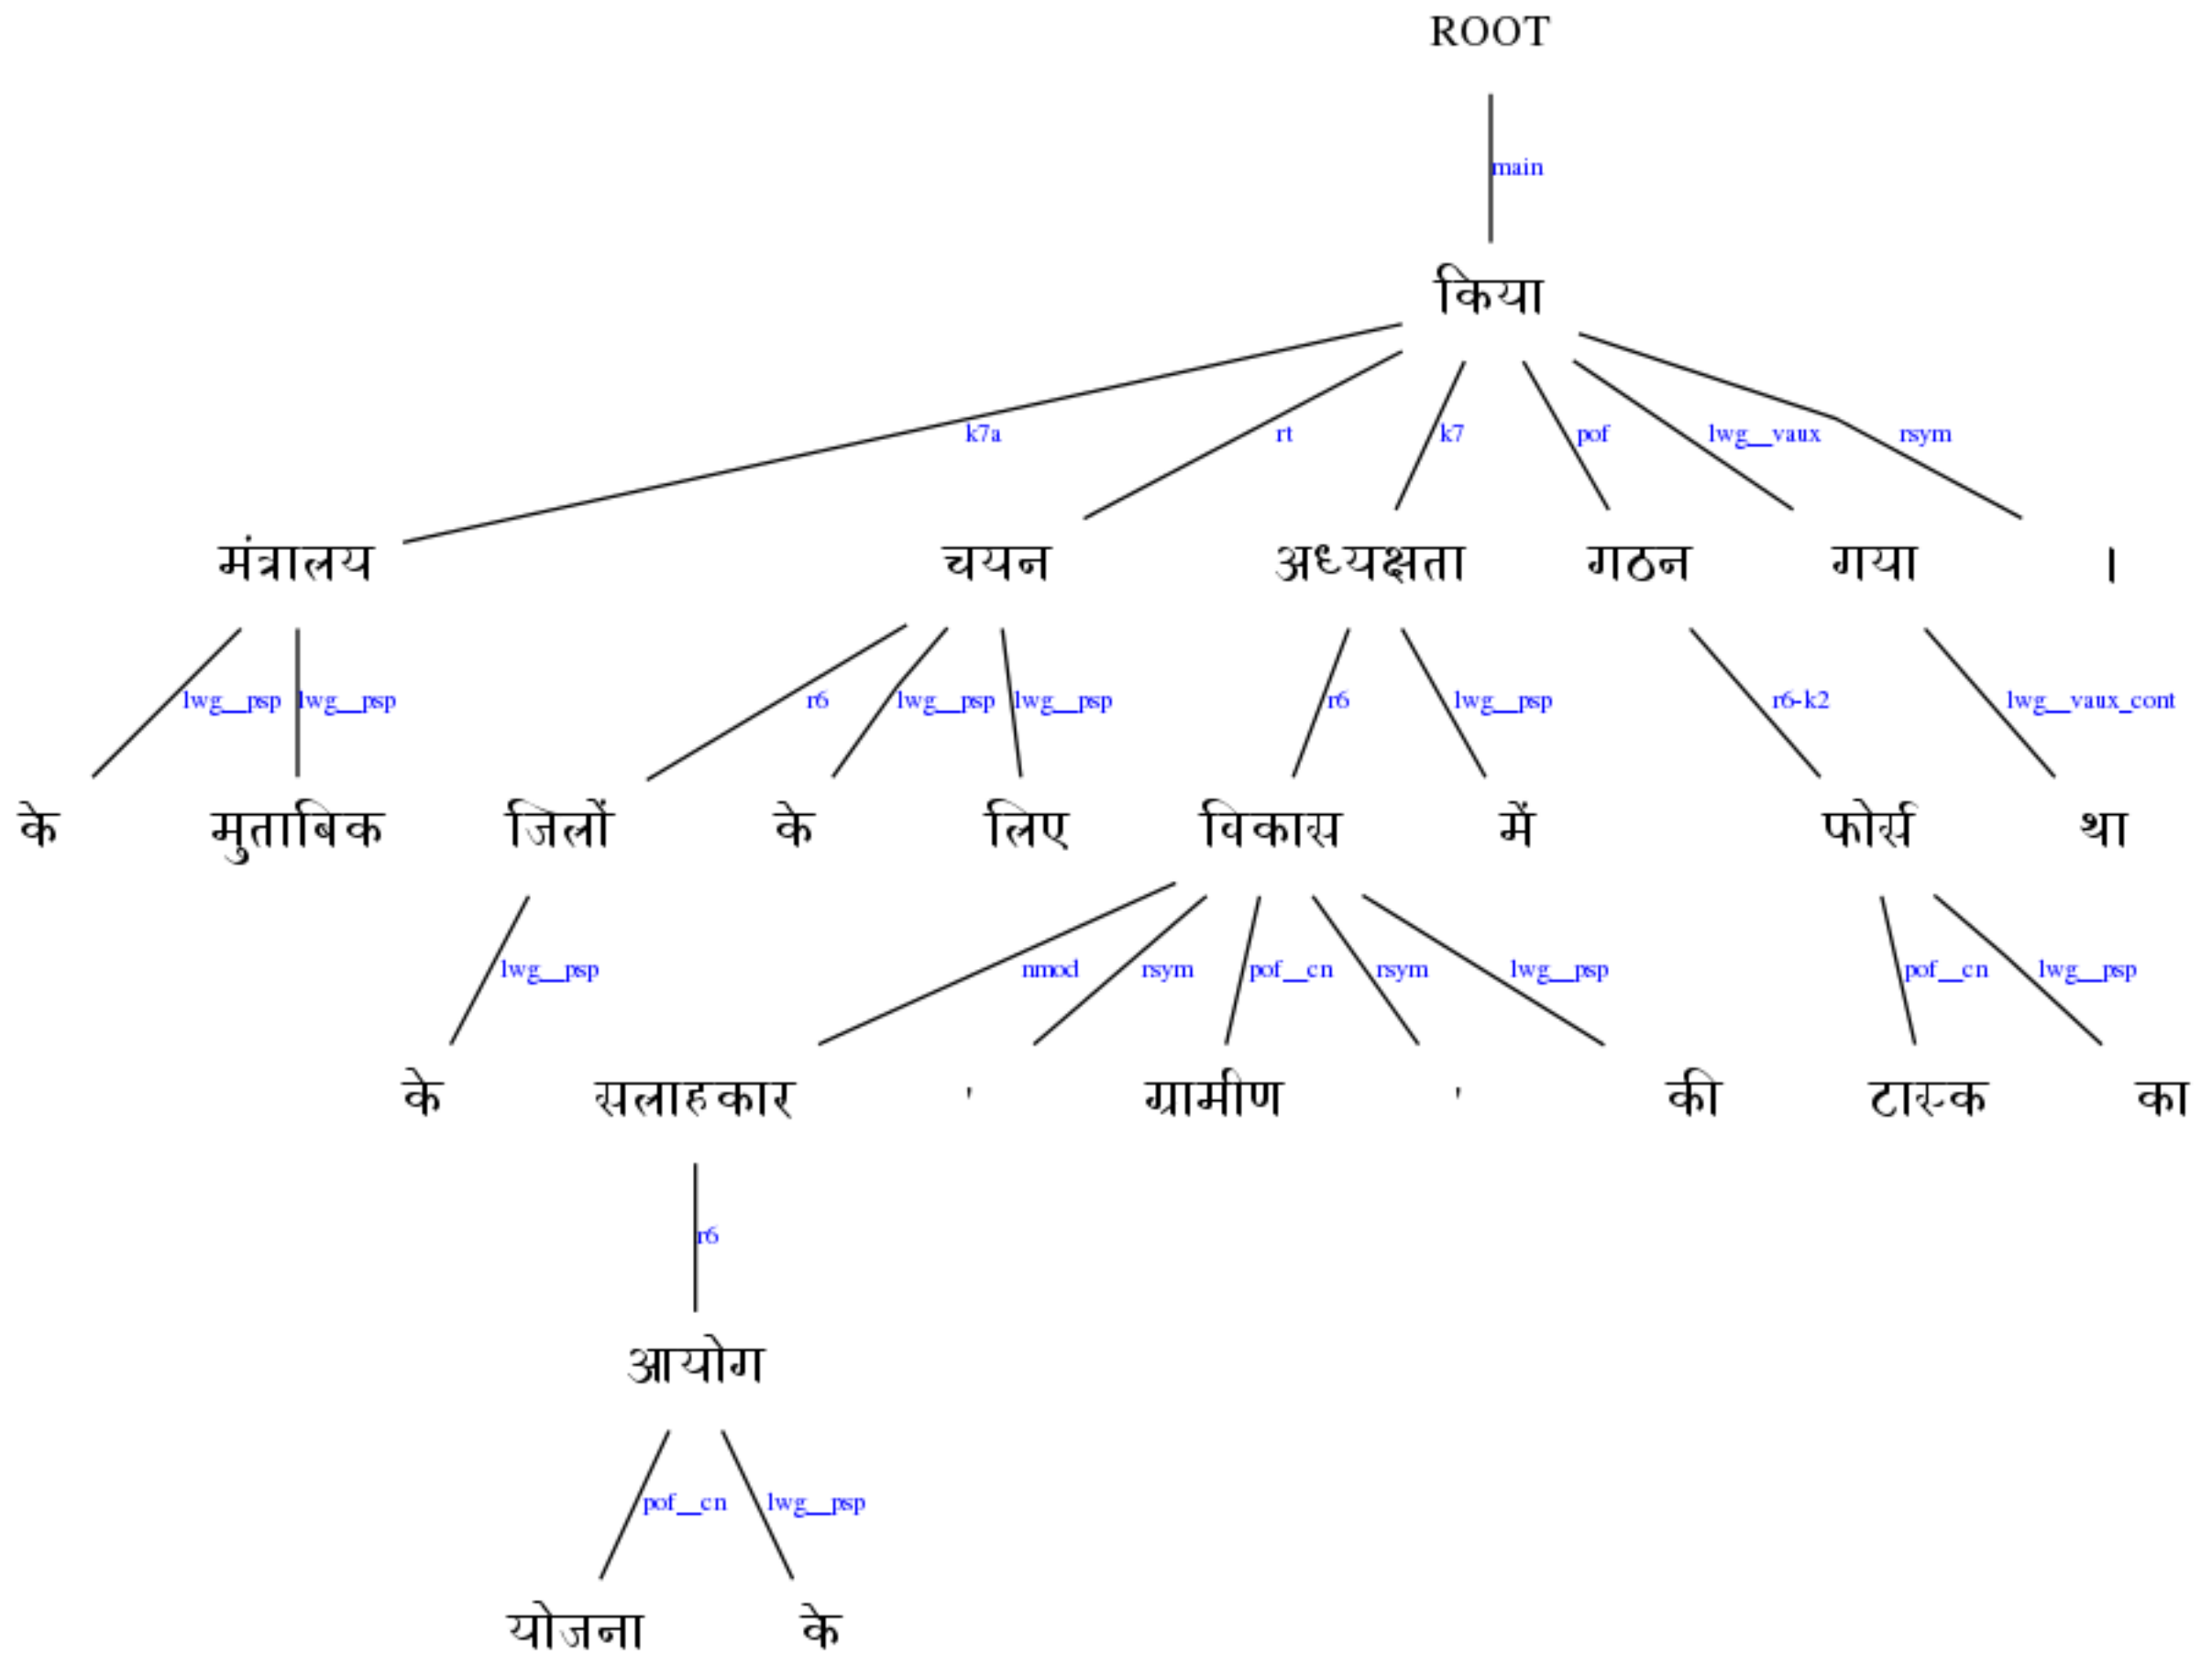 ROOT
main
किया
k7a rt k7 pof lwg__vaux rsym
मंत्रालय चयन अध्यक्षता गठन गया ।
lwg__psp lwg__psp r6 lwg__psp lwg__psp r6 lwg__psp r6-k2 lwg__vaux_cont
के मुताबिक जिलों के लिए विकास में फोर्स था
lwg__psp nmod rsym pof__cn rsym lwg__psp pof__cn lwg__psp
के सलाहकार ' ग्रामीण ' की टास्क का
r6
आयोग
pof__cn lwg__psp
योजना के